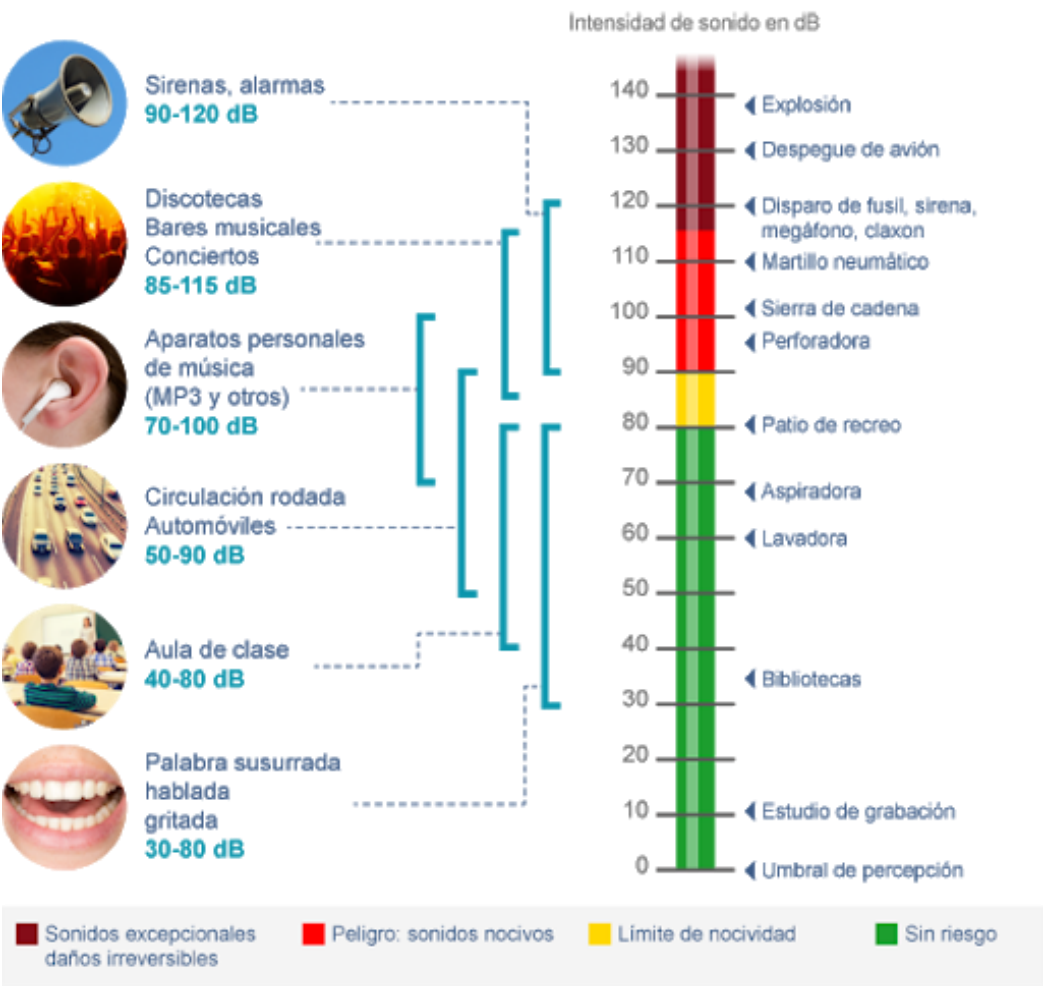 Intensidad de sonido en dB
Sirenas, alarmas
90-120 dB
Discotecas
Bares musicales
Conciertos
85-115 dB
Aparatos personales
de música
(MP3 y otros)
70-100 dB
Circulación rodada
Automóviles
50-90 dB
Aula de clase
40-80 dB
Palabra susurrada
hablada
gritada
30-80 dB
140
130
120
110
100
90
80
70
60
50
40
30
20
10
0
Explosión
Despegue de avión
Disparo de fusil, sirena,
megáfono, claxon
Martillo neumático
Sierra de cadena
Perforadora
Patio de recreo
Aspiradora
Lavadora
Bibliotecas
Estudio de grabación
Umbral de percepción
Sonidos excepcionales
daños irreversibles
Peligro: sonidos nocivos
Límite de nocividad
Sin riesgo